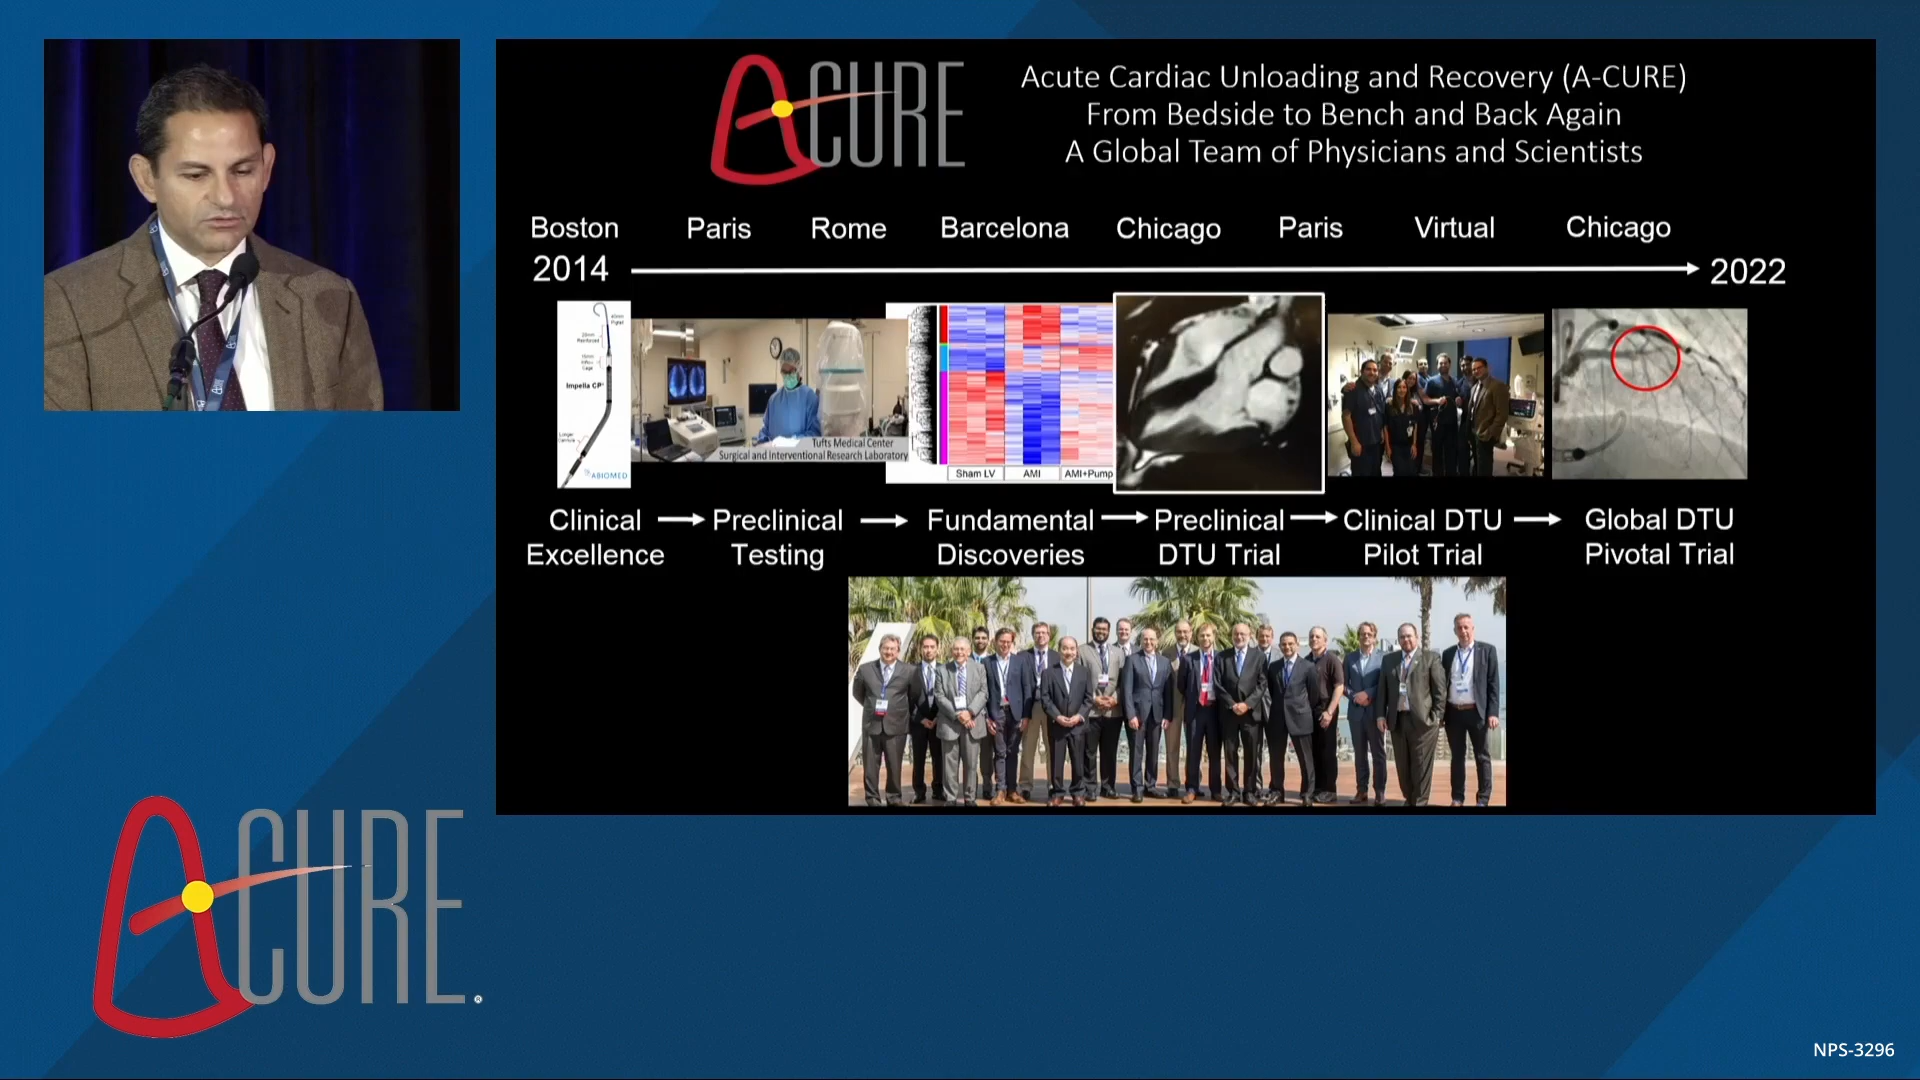 A-CURE
Acute Cardiac Unloading and Recovery (A-CURE)
From Bedside to Bench and Back Again
A Global Team of Physicians and Scientists
Boston Paris Rome Barcelona Chicago Paris Virtual Chicago
2014 2022
Impella CP®
ABIOMED
Tufts Medical Center
Surgical and Interventional Research Laboratory
Sham LV AMI AMI+Pump
Clinical Excellence
Preclinical Testing
Fundamental Discoveries
Preclinical DTU Trial
Clinical DTU Pilot Trial
Global DTU Pivotal Trial
A-CURE®
NPS-3296